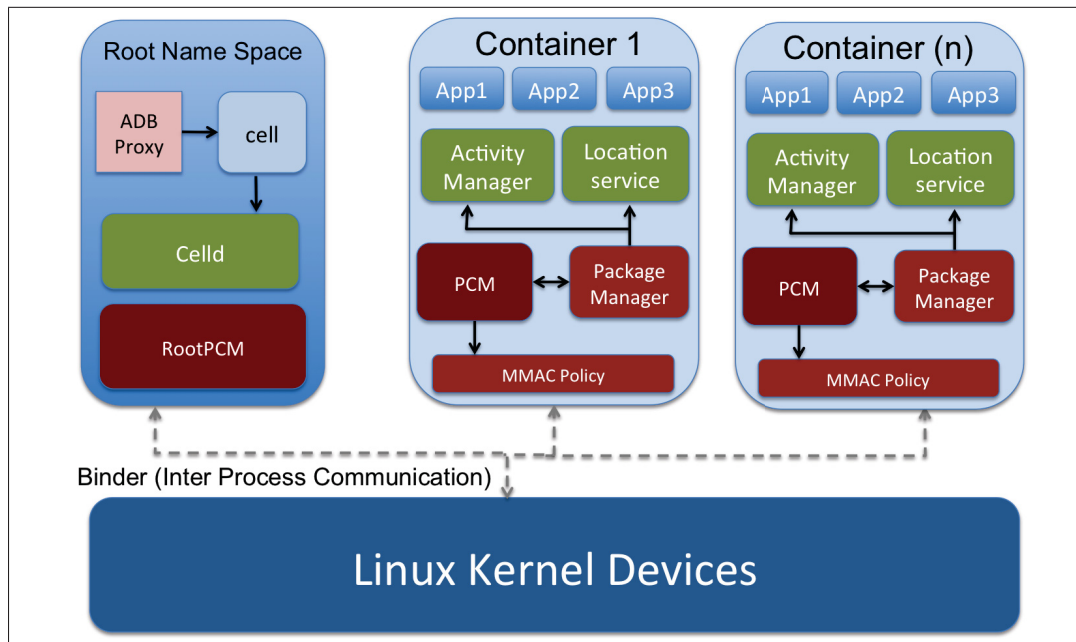 Root Name Space
ADB
Proxy
cell
Celld
RootPCM
Container 1
App1
App2
App3
Activity
Manager
Location
service
PCM
Package
Manager
MMAC Policy
Container (n)
App1
App2
App3
Activity
Manager
Location
service
PCM
Package
Manager
MMAC Policy
Binder (Inter Process Communication)
Linux Kernel Devices